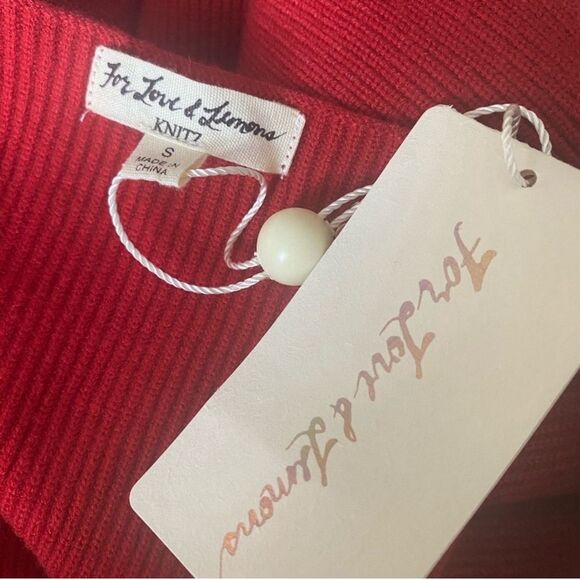 For Love & Lemons
KNITZ
S
MADE IN
CHINA
For Love & Lemons